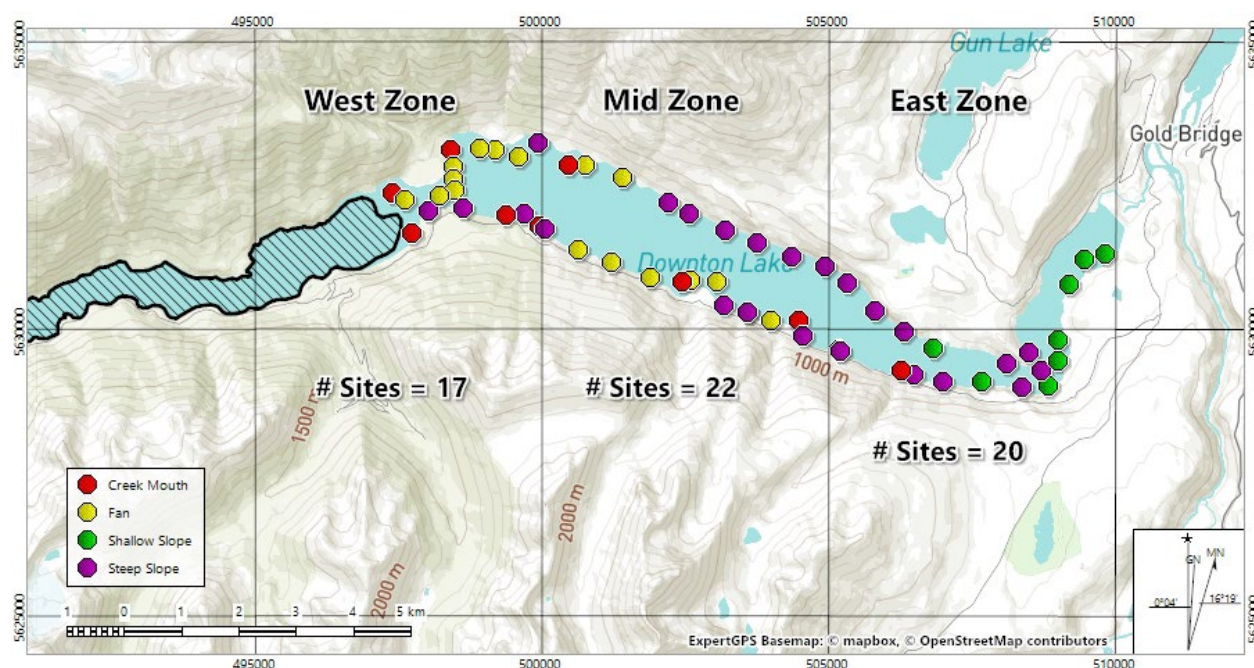 495000 500000 505000 510000
5635000 5635000
Gun Lake
West Zone Mid Zone East Zone
Gold Bridge
Downton Lake
5630000 5630000
1000 m
# Sites = 17 # Sites = 22
1500 m
# Sites = 20
Creek Mouth
Fan
Shallow Slope
Steep Slope
2000 m
2000 m
★
GN MN
0°04' 16°19'
1 0 1 2 3 4 5 km
5625000 5625000
ExpertGPS Basemap: © mapbox, © OpenStreetMap contributors
495000 500000 505000 510000